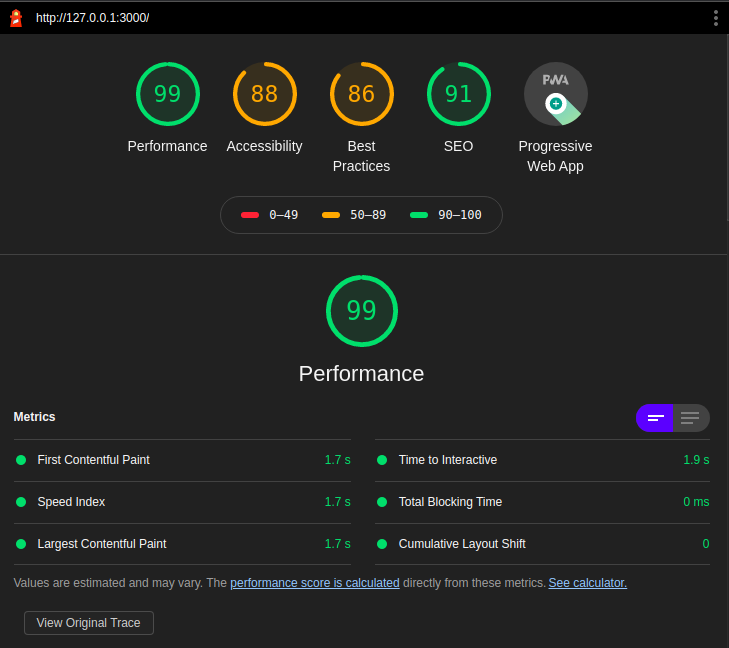 http://127.0.0.1:3000/
99
88
86
91
PWA
Performance
Accessibility
Best
Practices
SEO
Progressive
Web App
0–49
50–89
90–100
99
Performance
Metrics
First Contentful Paint 1.7 s
Time to Interactive 1.9 s
Speed Index 1.7 s
Total Blocking Time 0 ms
Largest Contentful Paint 1.7 s
Cumulative Layout Shift 0
Values are estimated and may vary. The performance score is calculated directly from these metrics. See calculator.
View Original Trace